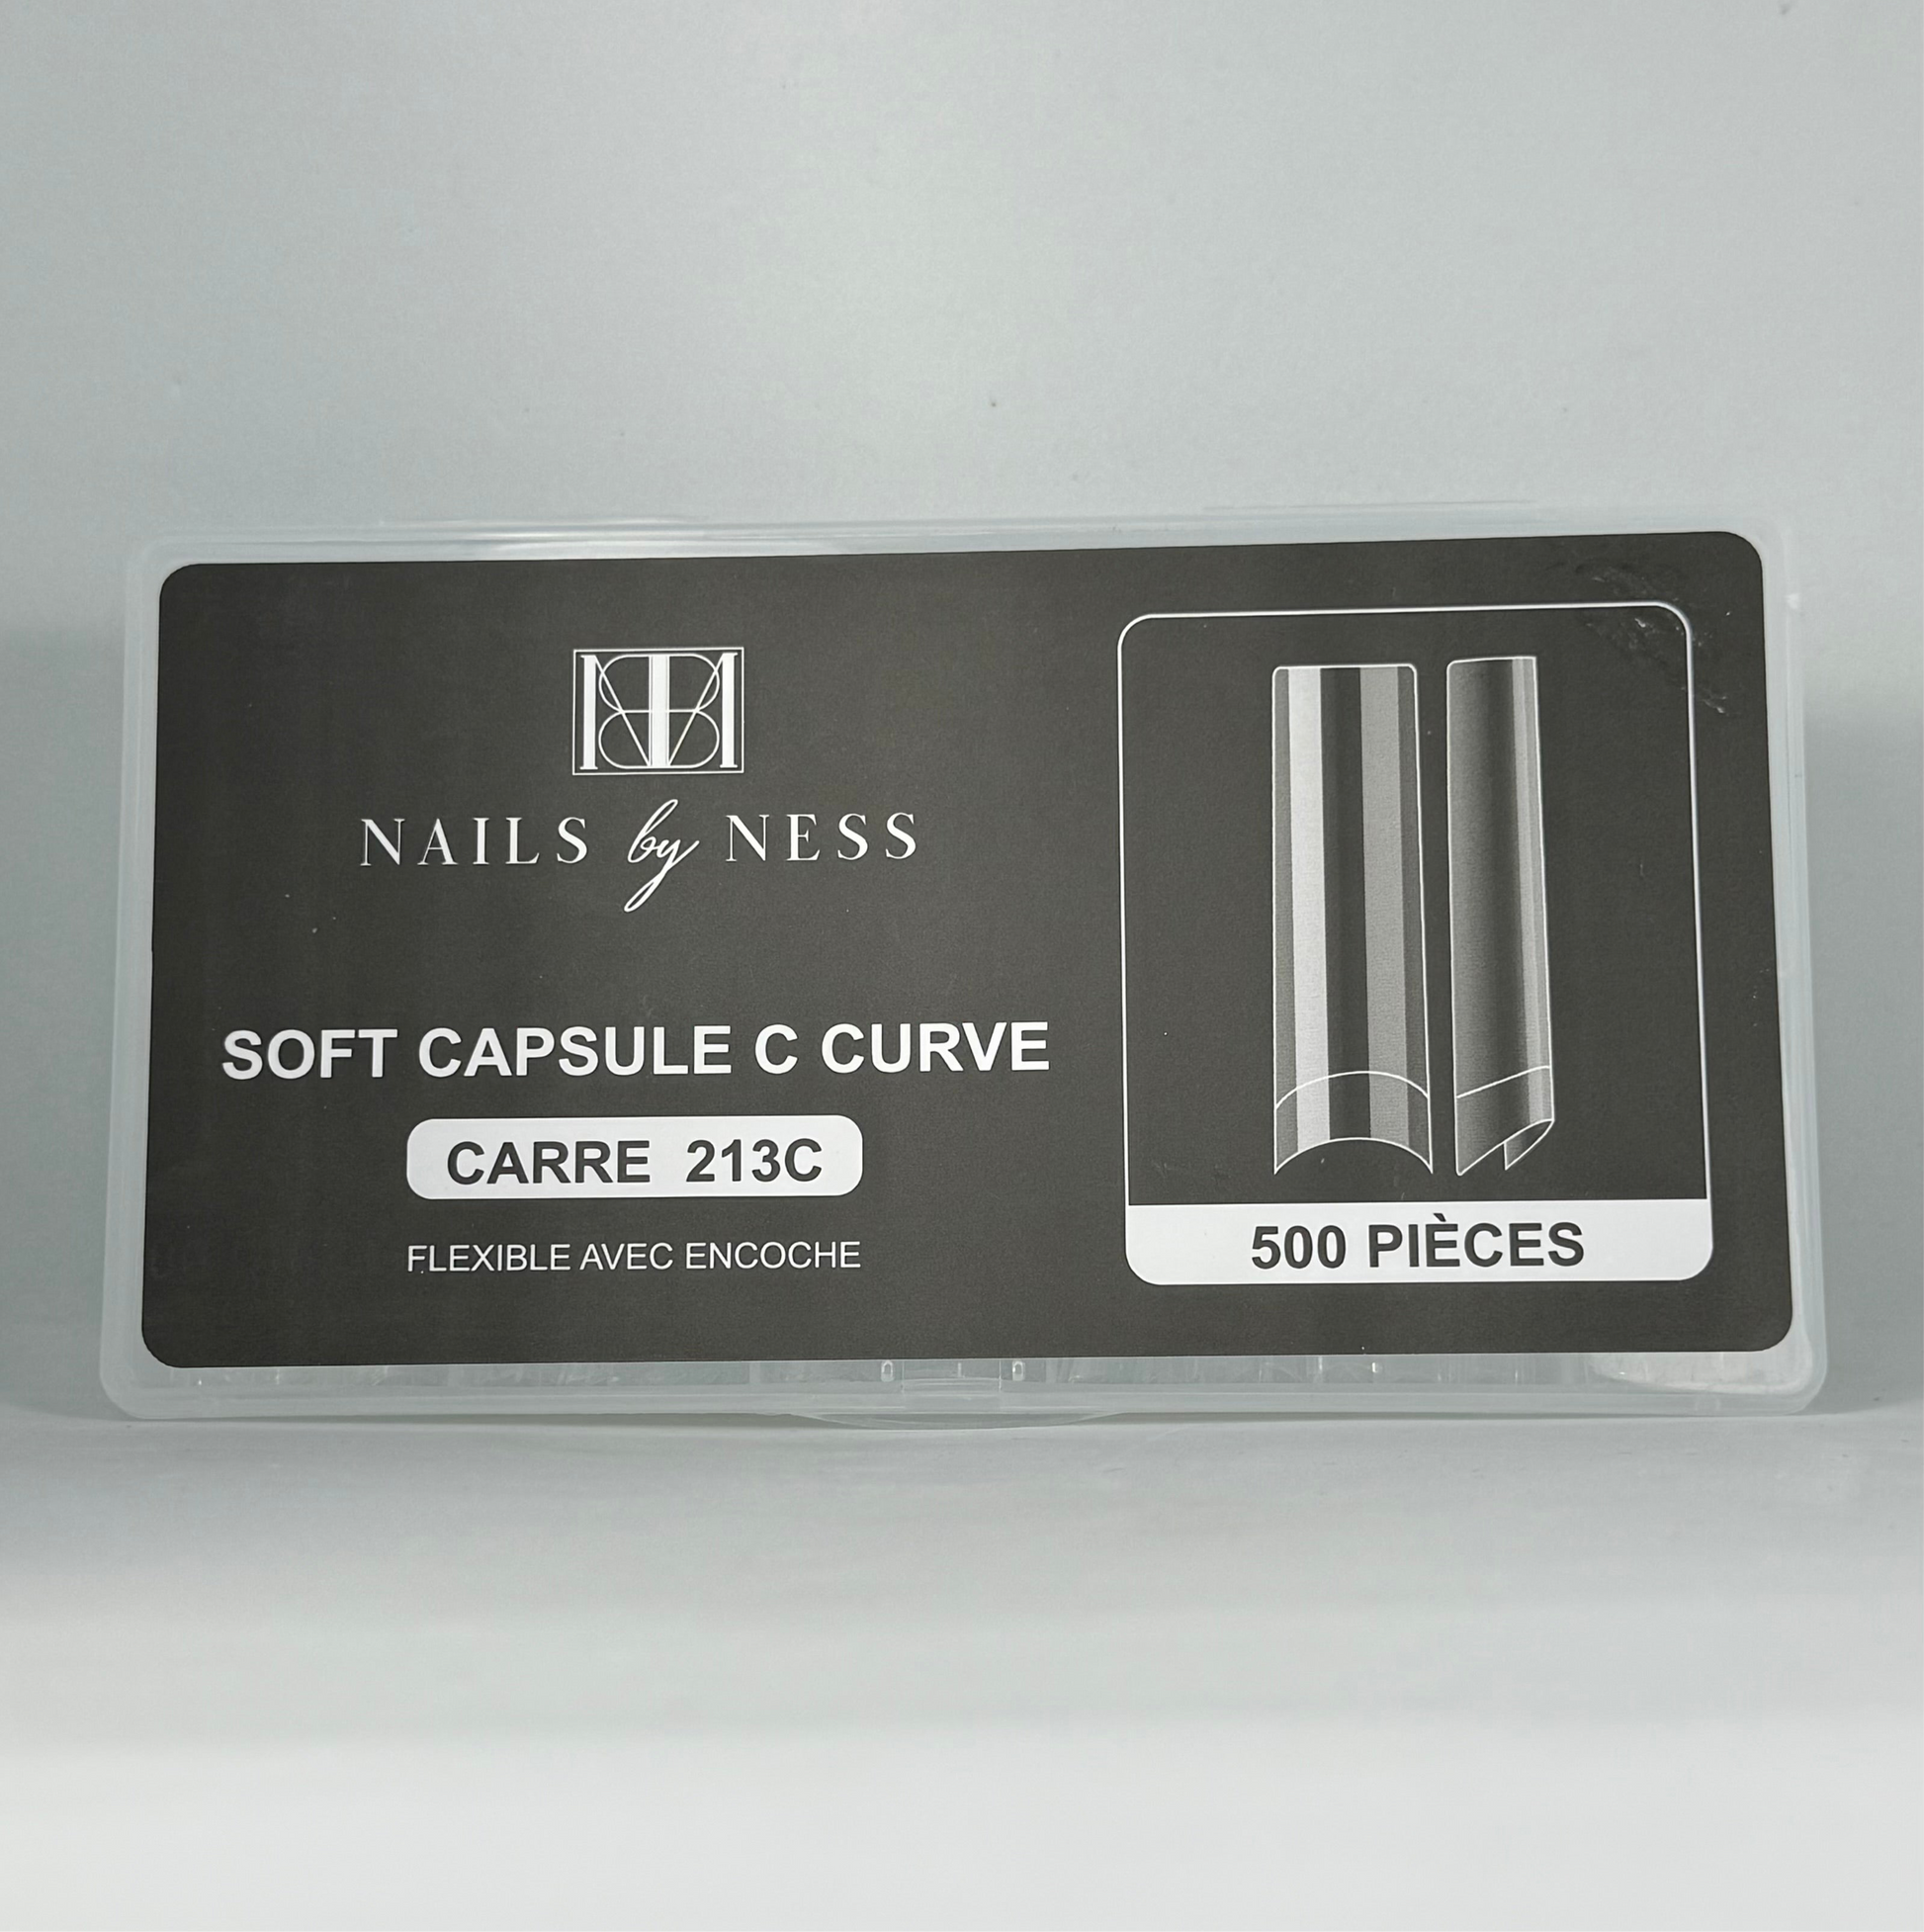 NAILS by NESS
SOFT CAPSULE C CURVE
CARRE 213C
FLEXIBLE AVEC ENCOCHE
500 PIÈCES